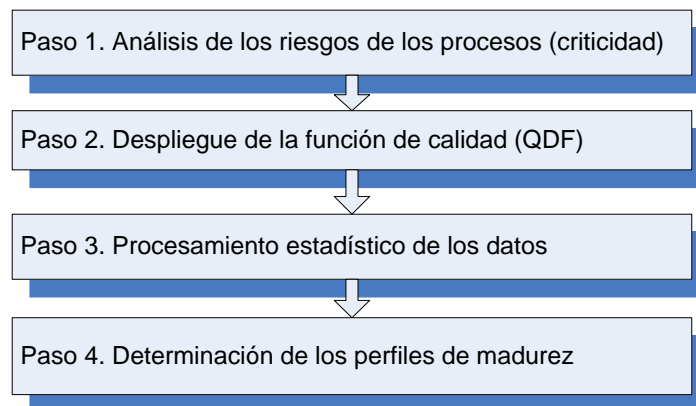 Paso 1. Análisis de los riesgos de los procesos (criticidad)
Paso 2. Despliegue de la función de calidad (QDF)
Paso 3. Procesamiento estadístico de los datos
Paso 4. Determinación de los perfiles de madurez